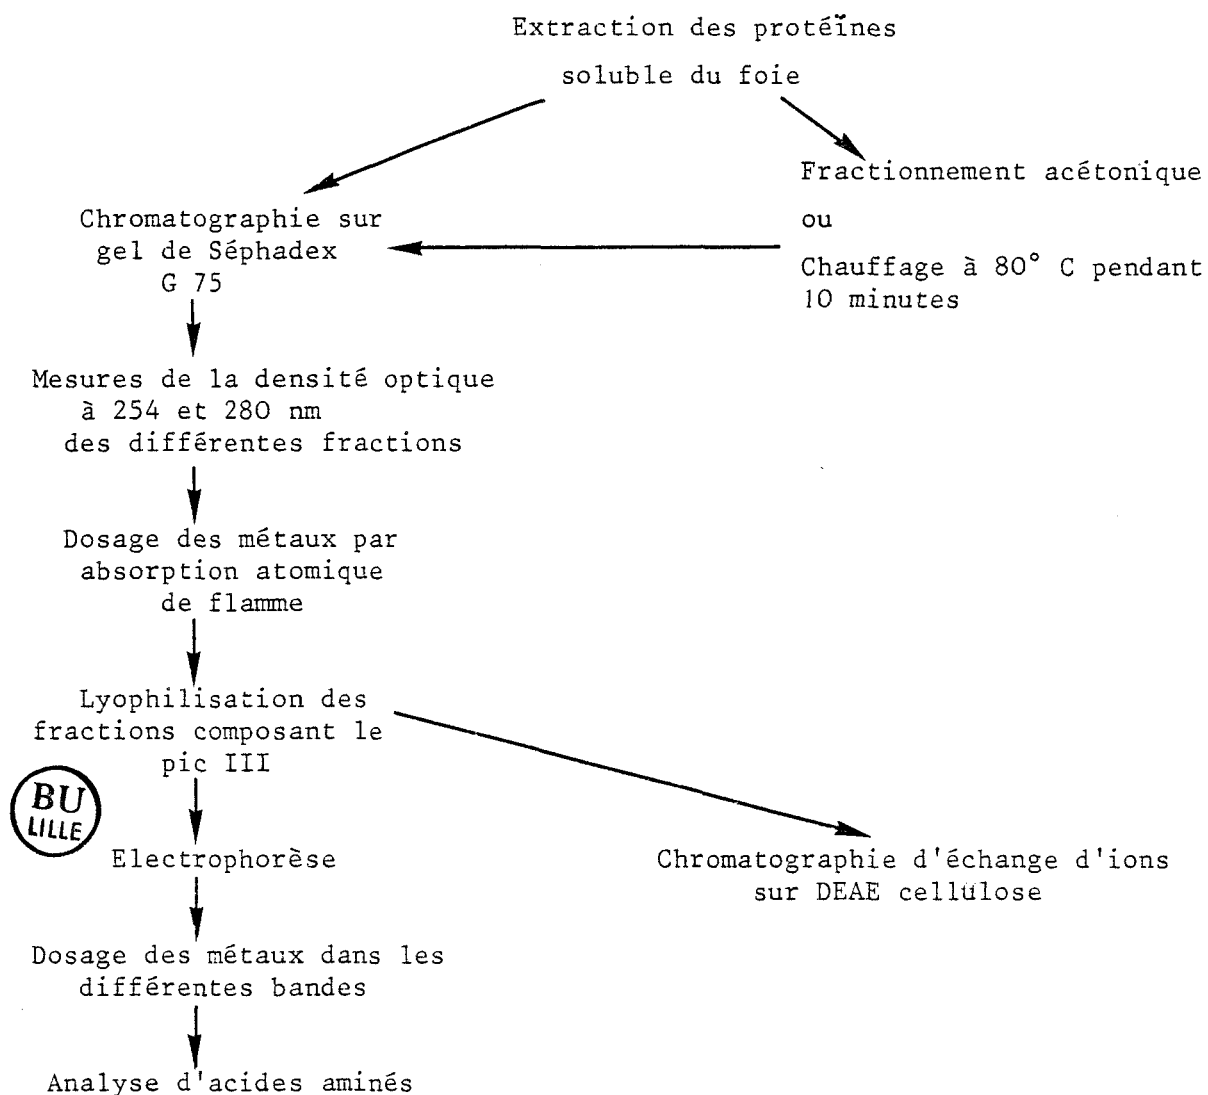 Extraction des protéïnes
soluble du foie
Fractionnement acétonique
ou
Chauffage à 80° C pendant
10 minutes
Chromatographie sur
gel de Séphadex
G 75
Mesures de la densité optique
à 254 et 280 nm
des différentes fractions
Dosage des métaux par
absorption atomique
de flamme
Lyophilisation des
fractions composant le
pic III
BU
LILLE
Electrophorèse
Chromatographie d'échange d'ions
sur DEAE cellulose
Dosage des métaux dans les
différentes bandes
Analyse d'acides aminés